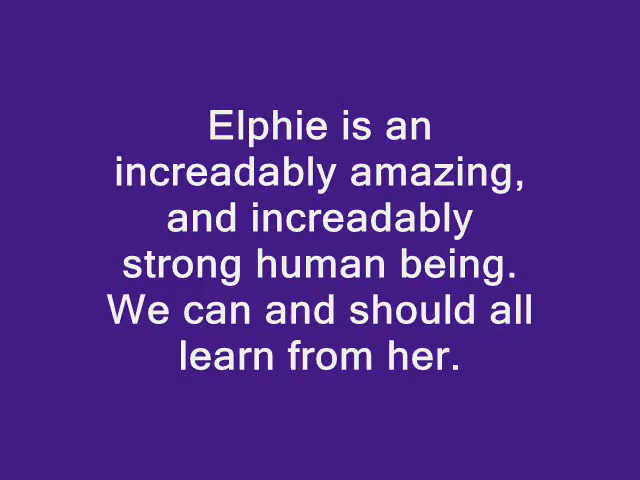 Elphie is an
increadably amazing,
and increadably
strong human being.
We can and should all
learn from her.